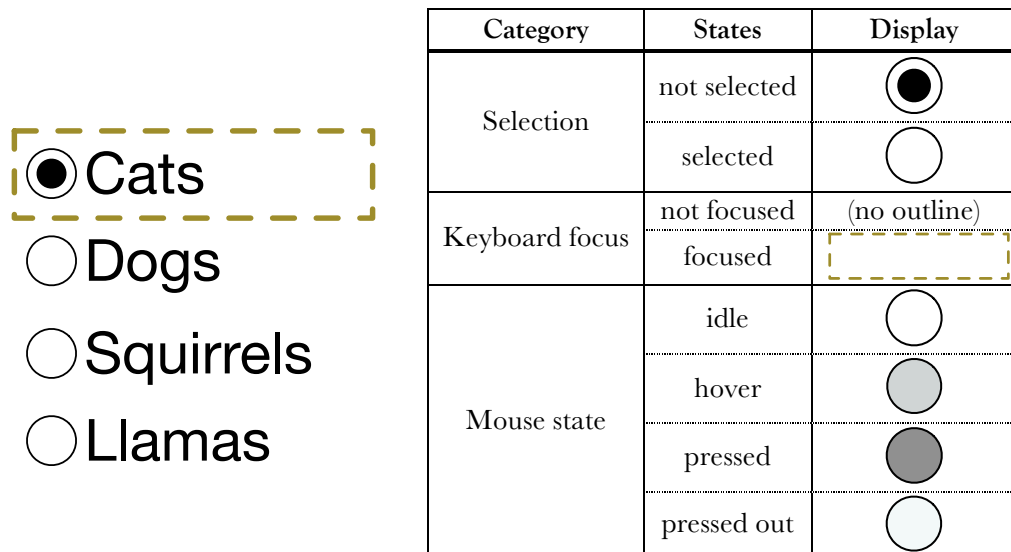 Cats
Dogs
Squirrels
Llamas
Category States Display
Selection
not selected
selected
Keyboard focus
not focused (no outline)
focused
Mouse state
idle
hover
pressed
pressed out